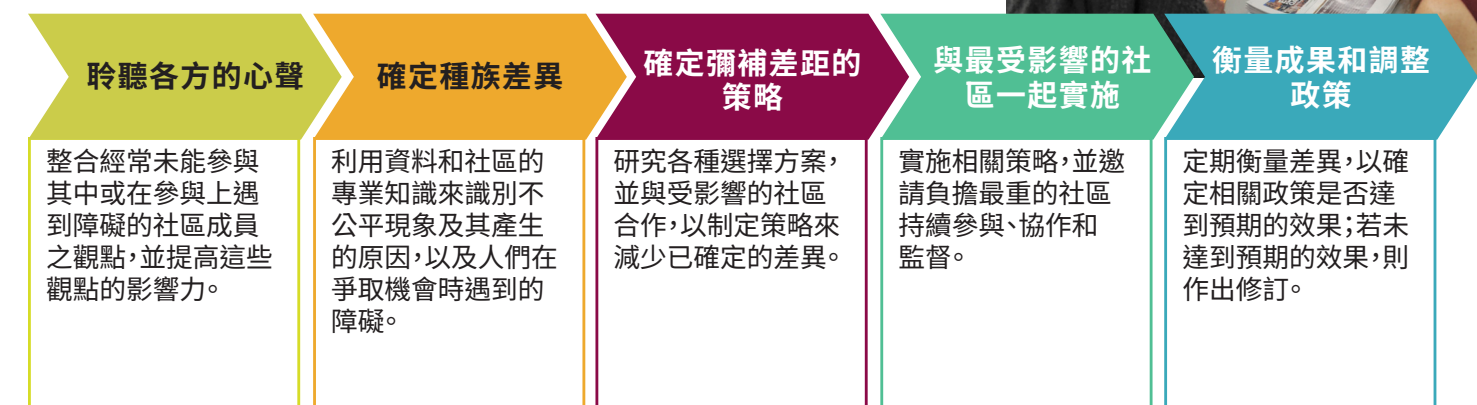 聆聽各方的心聲
整合經常未能參與
其中或在參與上遇
到障礙的社區成員
之觀點，並提高這些
觀點的影響力。
確定種族差異
利用資料和社區的
專業知識來識別不
公平現象及其產生
的原因，以及人們在
爭取機會時遇到的
障礙。
確定彌補差距的
策略
研究各種選擇方案，
並與受影響的社區
合作，以制定策略來
減少已確定的差異。
與最受影響的社
區一起實施
實施相關策略，並邀
請負擔最重的社區
持續參與、協作和
監督。
衡量成果和調整
政策
定期衡量差異，以確
定相關政策是否達
到預期的效果；若未
達到預期的效果，則
作出修訂。